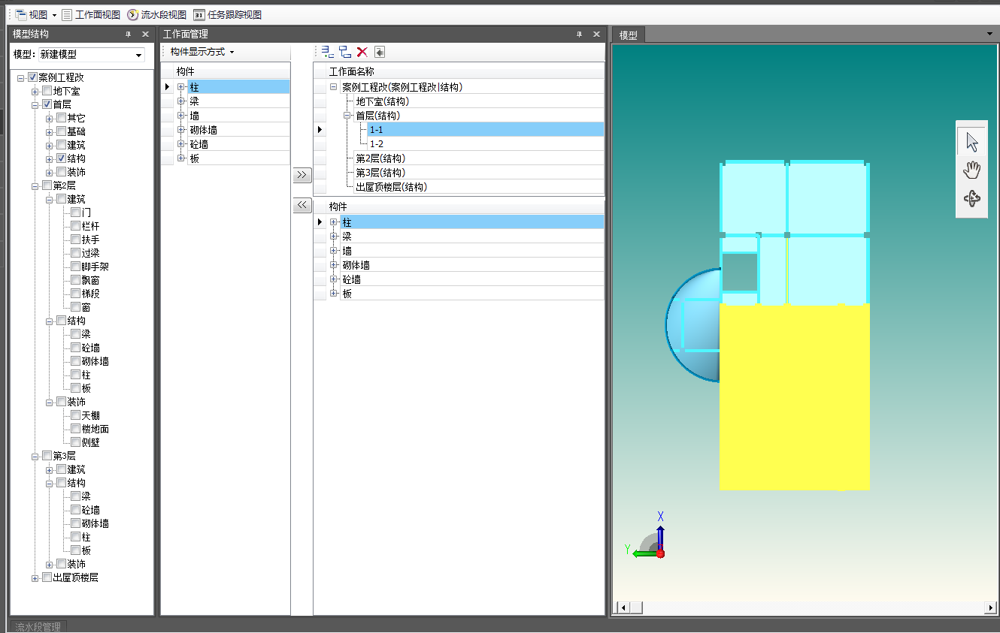 视图 工作面视图 流水段视图 31 任务跟踪视图
模型结构
模型: 新建模型
案例工程改
地下室
首层
其它
基础
建筑
结构
装饰
第2层
建筑
门
栏杆
扶手
过梁
脚手架
飘窗
梯段
窗
结构
梁
砼墙
砌体墙
柱
板
装饰
天棚
楼地面
侧壁
第3层
建筑
结构
梁
砼墙
砌体墙
柱
板
装饰
出屋顶楼层
流水段管理
工作面管理
构件显示方式
构件
柱
梁
墙
砌体墙
砼墙
板
>>
<<
工作面名称
案例工程改(案例工程改|结构)
地下室(结构)
首层(结构)
1-1
1-2
第2层(结构)
第3层(结构)
出屋顶楼层(结构)
构件
柱
梁
墙
砌体墙
砼墙
板
模型
X
Y